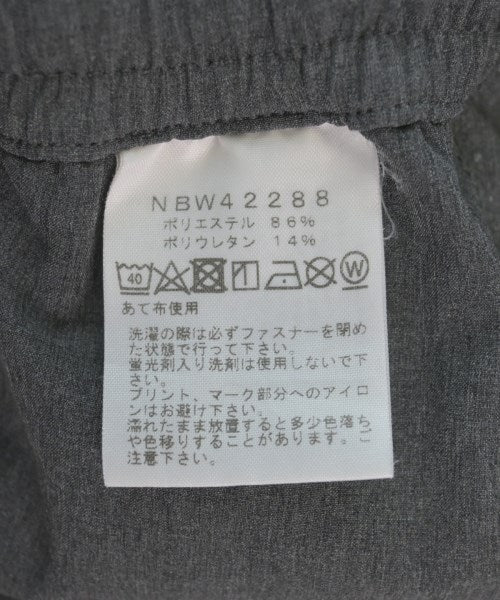 NBW42288
ポリエステル 86%
ポリウレタン 14%
40 W
あて布使用
洗濯の際は必ずファスナーを閉め
た状態で行って下さい。
蛍光剤入り洗剤は使用しないで下
さい。
プリント、マーク部分へのアイロ
ンはお避け下さい。
濡れたまま放置すると多少色落ち
や色移りすることがあります。ご
注意下さい。